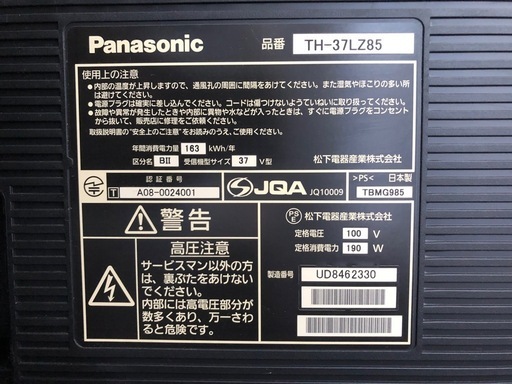 Panasonic 品番 TH-37LZ85
使用上の注意
●内部の温度が上昇しますので、通風孔の周囲に間隔をあけてください。また湿気やほこりの多い所
は避けてください。
●電源プラグは確実に差し込んでください。コードは傷つけないようていねいに取り扱ってください。
●故障や異常が発生したときや内部に異物や水などが入ったときは、すぐに電源プラグをコンセント
から抜いて、販売店に修理をご依頼ください。
取扱説明書の“安全上のご注意”をお読みのうえ、ご使用ください。
年間消費電力量 163 kWh/年
区分名 BⅡ 受信機型サイズ 37 V型 松下電器産業株式会社
認証番号
T A08-0024001
JQA JQ10009
>PS< 日本製
TBMG985
警告
高圧注意
サービスマン以外の方
は、裏ぶたをあけない
でください。
内部には高電圧部分が
数多くあり、万一さわ
ると危険です。
PSE 松下電器産業株式会社
定格電圧 100 V
定格消費電力 190 W
製造番号 UD8462330